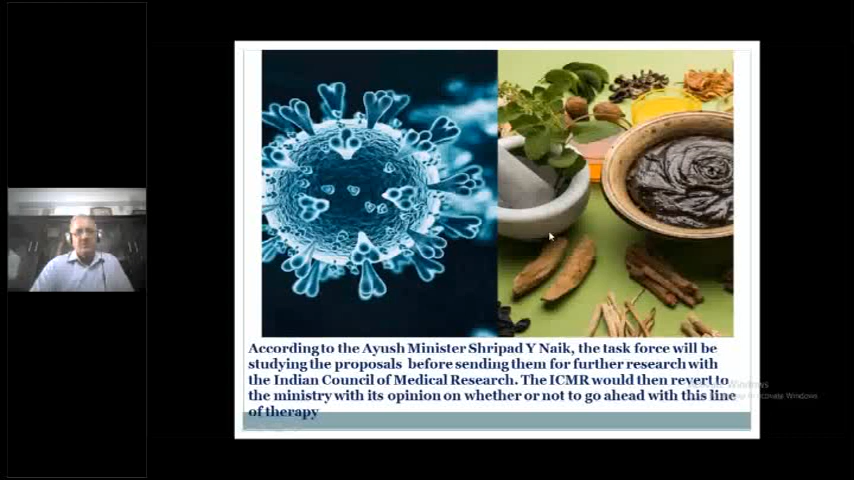 According to the Ayush Minister Shripad Y Naik, the task force will be
studying the proposals before sending them for further research with
the Indian Council of Medical Research. The ICMR would then revert to
the ministry with its opinion on whether or not to go ahead with this line
of therapy
Windows
Windows